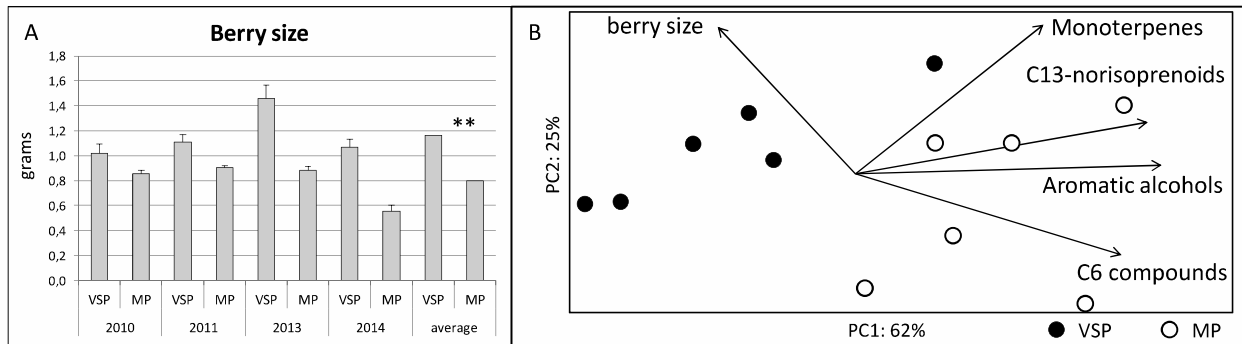 A
Berry size
1,8
1,6
1,4
1,2
1,0
0,8
0,6
0,4
0,2
0,0
grams
**
VSP MP VSP MP VSP MP VSP MP VSP MP
2010 2011 2013 2014 average
B
berry size
Monoterpenes
C13-norisoprenoids
Aromatic alcohols
C6 compounds
PC2: 25%
PC1: 62%
VSP
MP